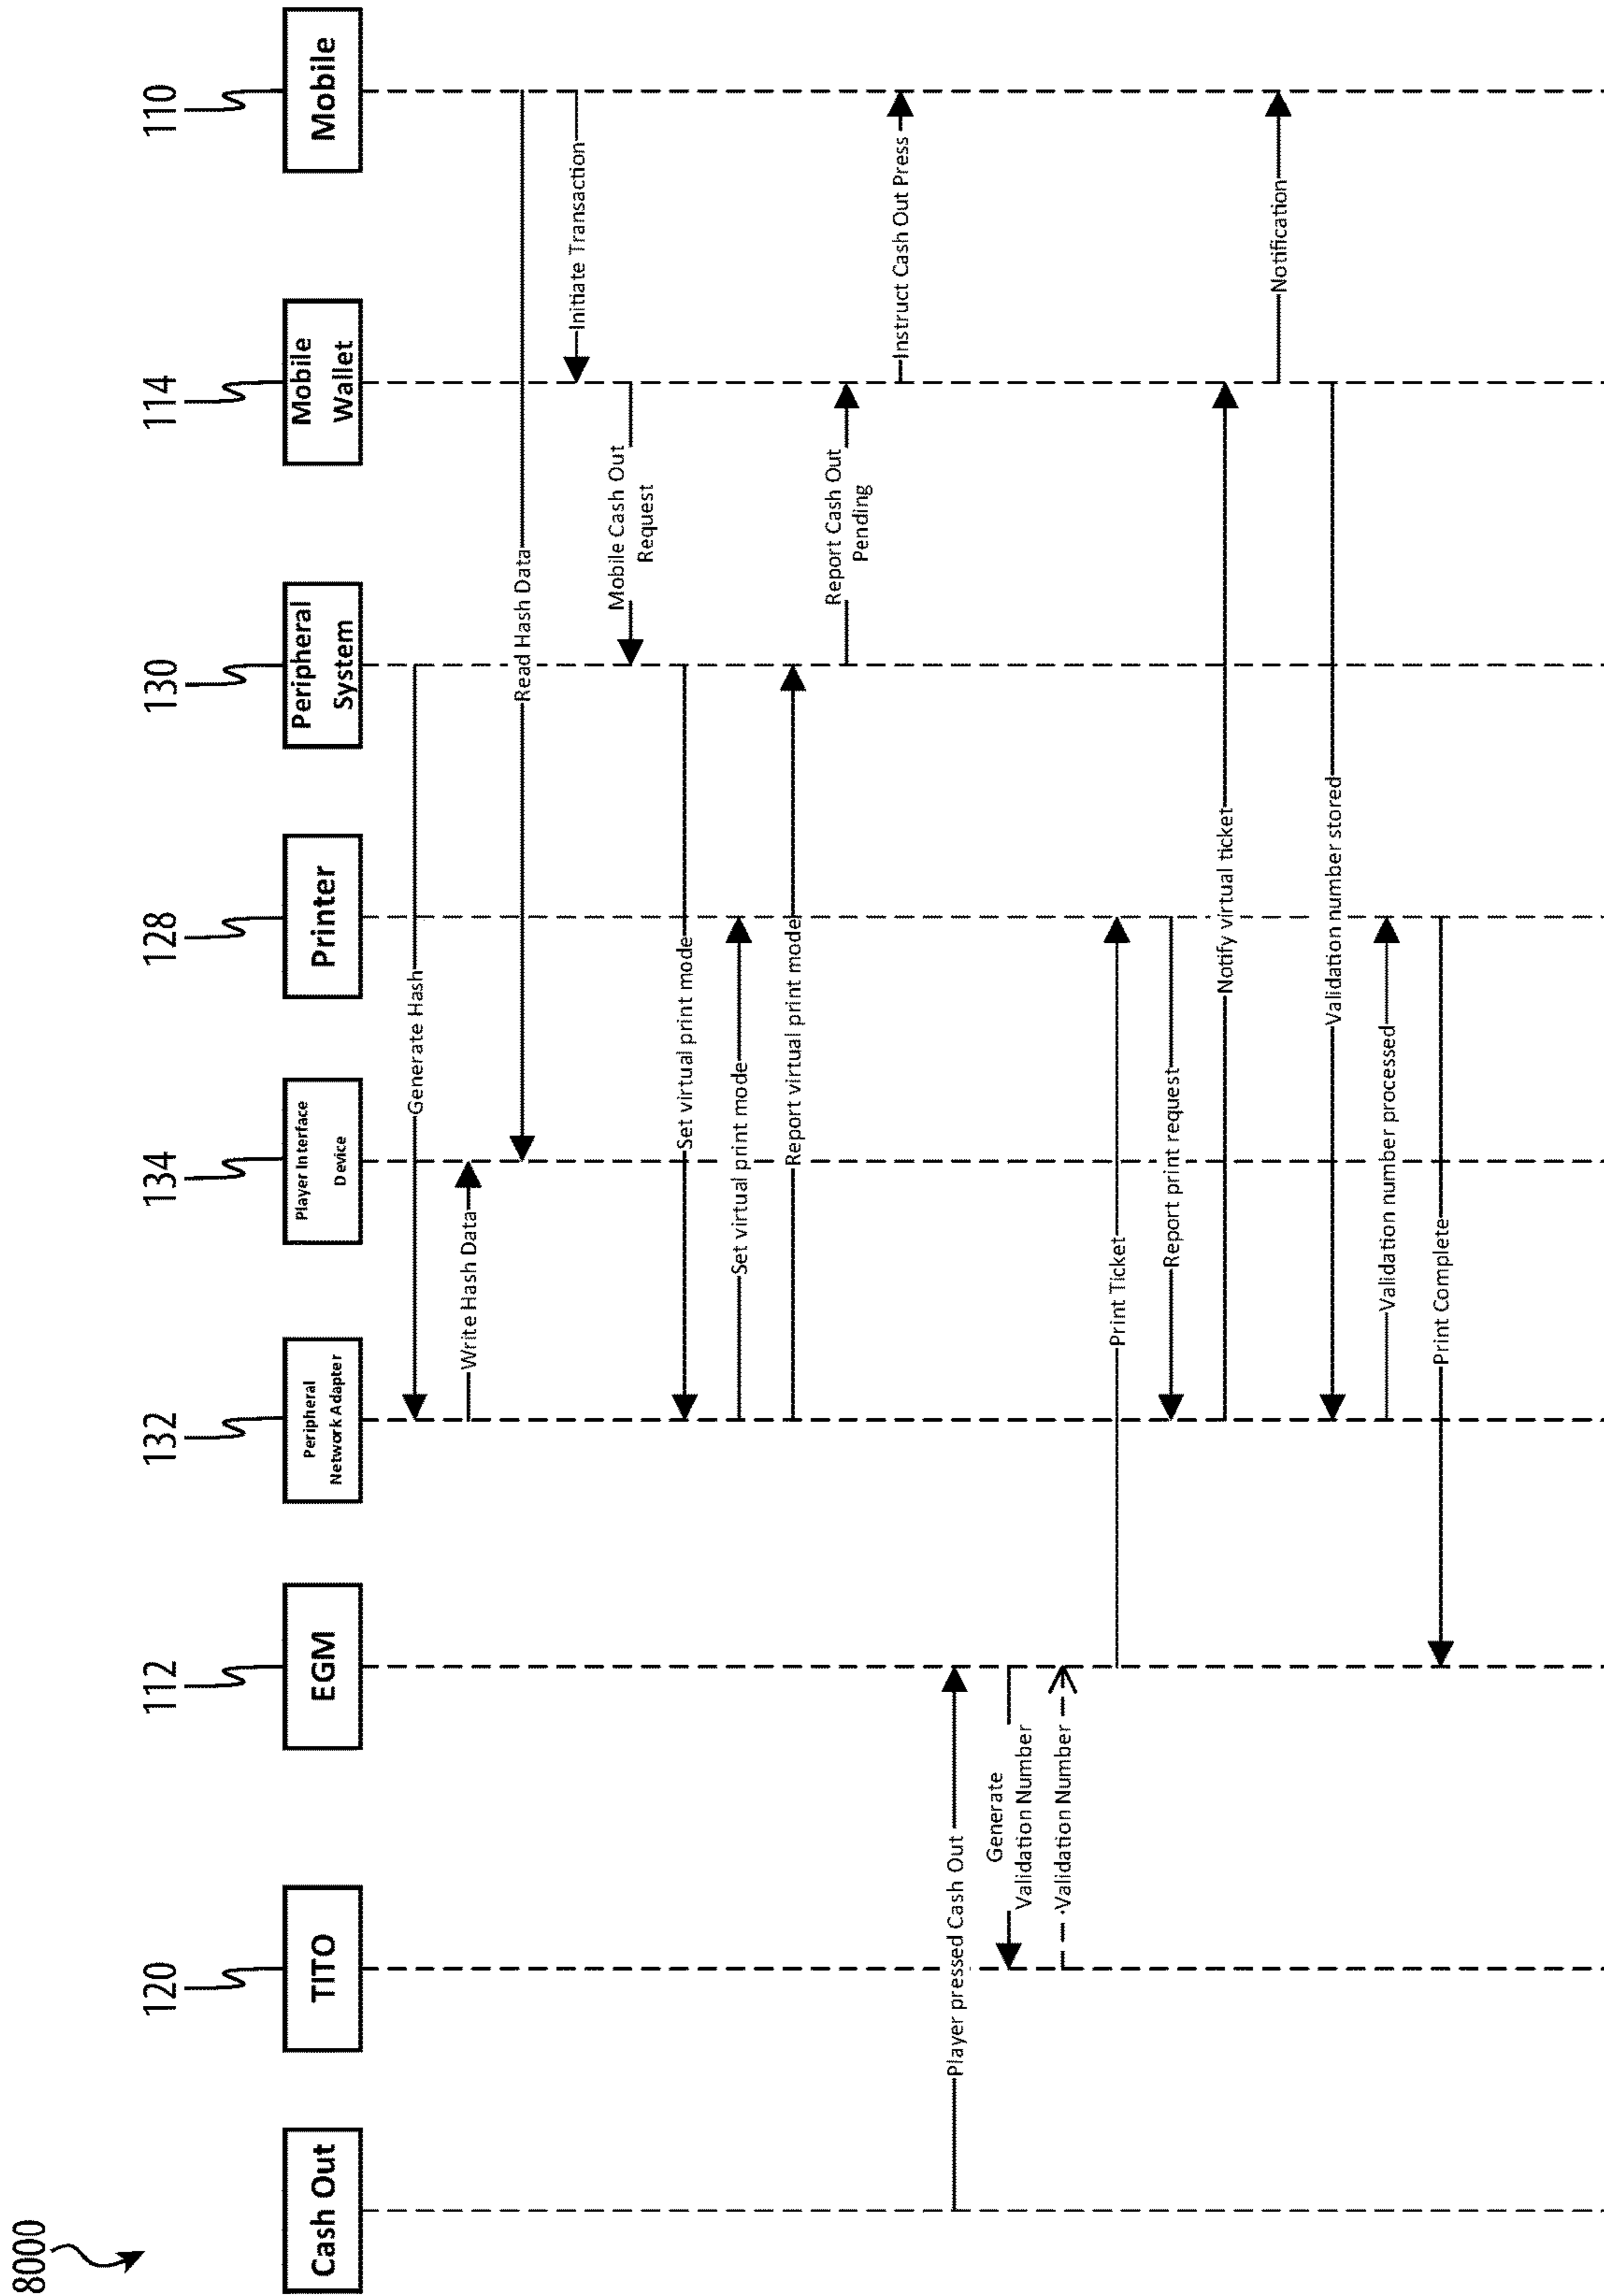 8000
120
112
132
134
128
130
114
110
Cash Out
TITO
EGM
Peripheral
Network Adapter
Player Interface
Device
Printer
Peripheral
System
Mobile
Wallet
Mobile
Generate Hash
Write Hash Data
Read Hash Data
Initiate Transaction
Mobile Cash Out
Request
Set virtual print mode
Set virtual print mode
Report virtual print mode
Report Cash Out
Pending
Instruct Cash Out Press
Player pressed Cash Out
Generate
Validation Number
Validation Number
Print Ticket
Report print request
Notify virtual ticket
Notification
Validation number stored
Validation number processed
Print Complete